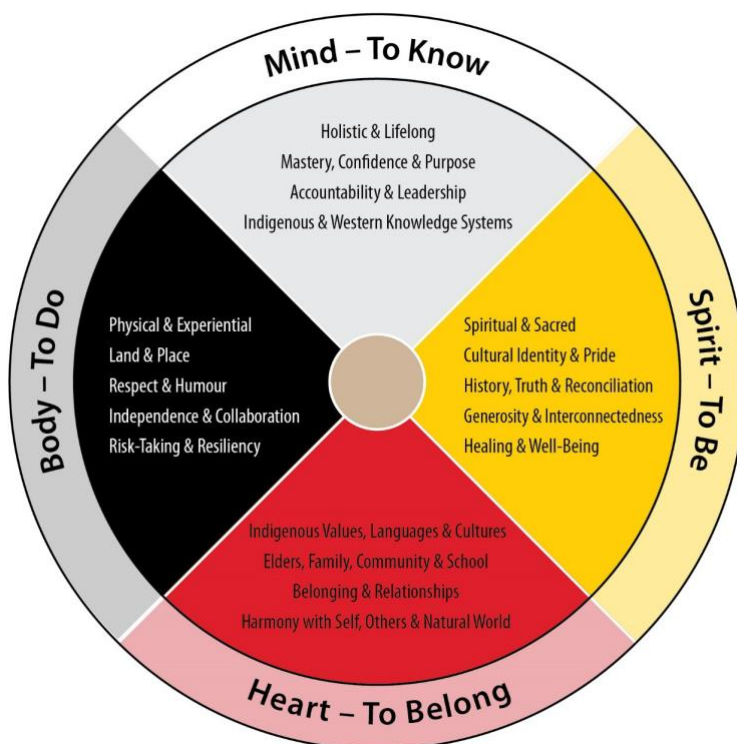 Mind – To Know
Holistic & Lifelong
Mastery, Confidence & Purpose
Accountability & Leadership
Indigenous & Western Knowledge Systems
Body – To Do
Physical & Experiential
Land & Place
Respect & Humour
Independence & Collaboration
Risk-Taking & Resiliency
Spiritual & Sacred
Cultural Identity & Pride
History, Truth & Reconciliation
Generosity & Interconnectedness
Healing & Well-Being
Spirit – To Be
Indigenous Values, Languages & Cultures
Elders, Family, Community & School
Belonging & Relationships
Harmony with Self, Others & Natural World
Heart – To Belong